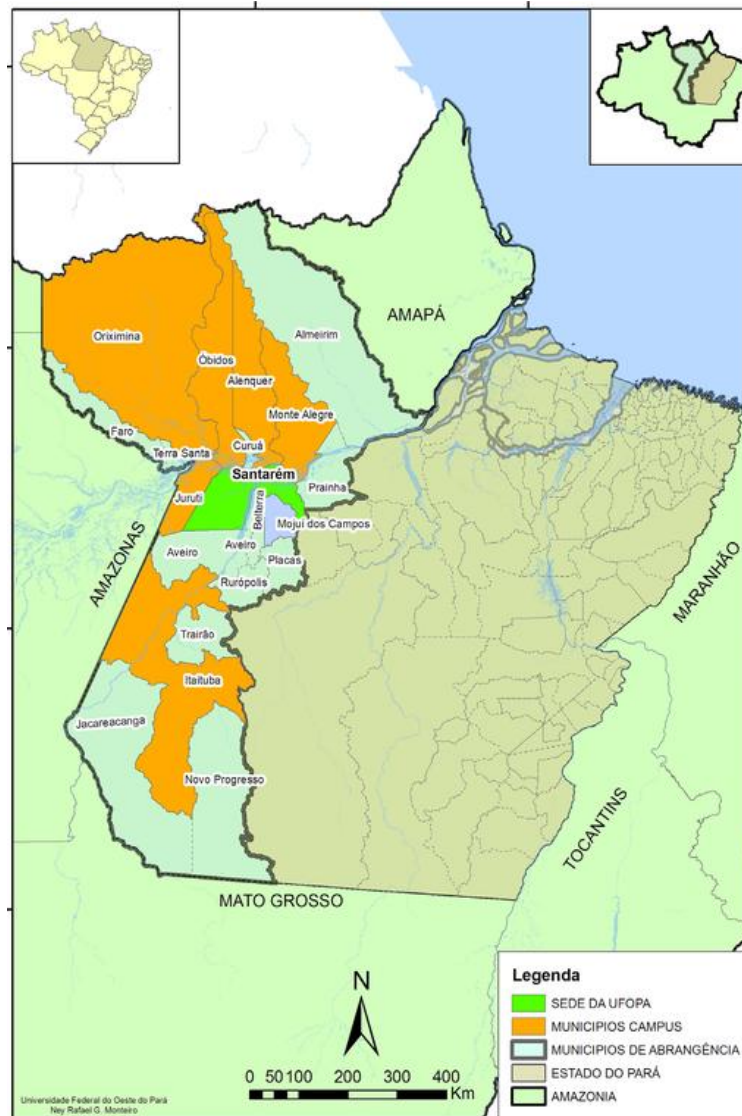 AMAPÁ
Almeirim
Oriximina
Óbidos
Alenquer
Monte Alegre
Faro
Terra Santa
Curuá
Santarém
Prainha
Juruti
Belterra
Mojuí dos Campos
Aveiro
Aveiro
Placas
Rurópolis
AMAZONAS
MARANHÃO
Trairão
Itaituba
Jacareacanga
Novo Progresso
TOCANTINS
MATO GROSSO
N
0 50 100 200 300 400
Km
Legenda
SEDE DA UFOPA
MUNICIPIOS CAMPUS
MUNICIPIOS DE ABRANGÊNCIA
ESTADO DO PARÁ
AMAZONIA
Universidade Federal do Oeste do Pará
Ney Rafael G. Monteiro